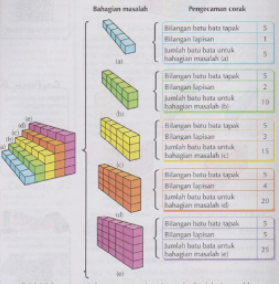 Bahagian masalah
Pengecaman corak
(e)
(d)
(c)
(b)
(a)
(a)
Bilangan batu bata tapak 5
Bilangan lapisan 1
Jumlah batu bata untuk
bahagian masalah (a) 5
(b)
Bilangan batu bata tapak 5
Bilangan lapisan 2
Jumlah batu bata untuk
bahagian masalah (b) 10
(c)
Bilangan batu bata tapak 5
Bilangan lapisan
Jumlah batu bata untuk
bahagian masalah (c) 15
(d)
Bilangan batu bata tapak 5
Bilangan lapisan 4
Jumlah batu bata untuk
bahagian masalah (d) 20
(e)
Bilangan batu bata tapak 5
Bilangan lapisan 5
Jumlah batu bata untuk
bahagian masalah (e) 25